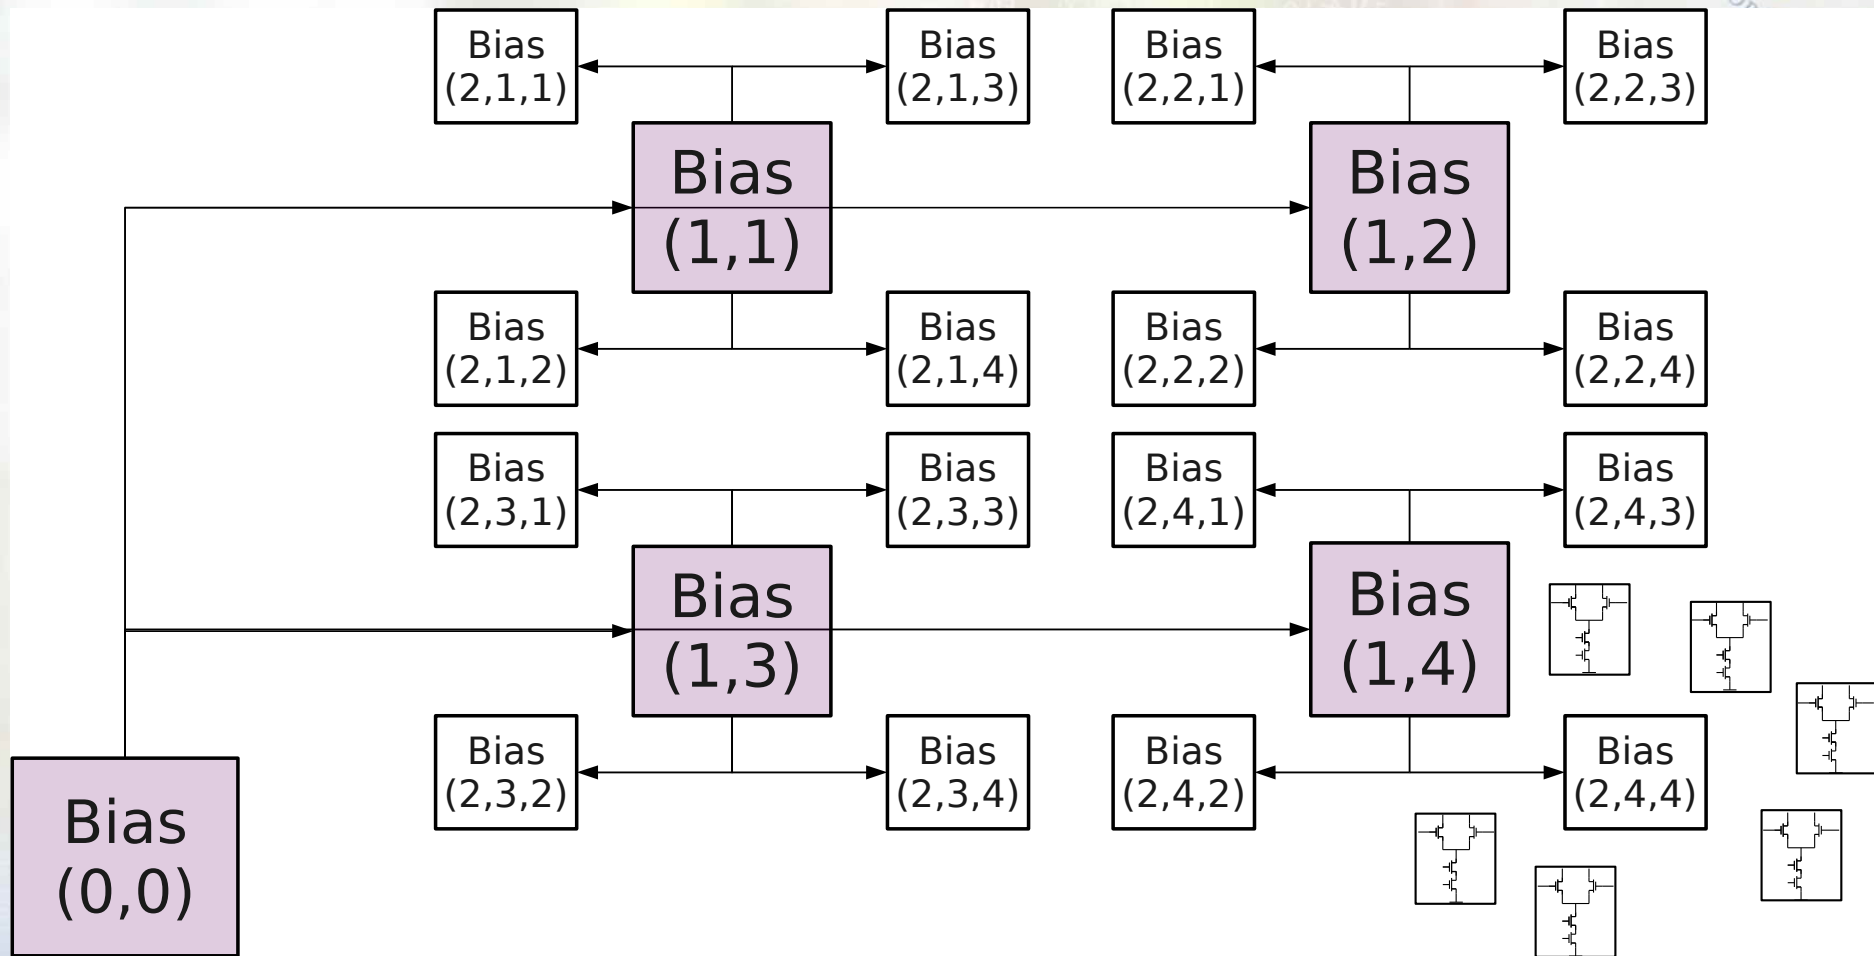 Bias
(2,1,1)
Bias
(2,1,3)
Bias
(2,2,1)
Bias
(2,2,3)
Bias
(1,1)
Bias
(1,2)
Bias
(2,1,2)
Bias
(2,1,4)
Bias
(2,2,2)
Bias
(2,2,4)
Bias
(2,3,1)
Bias
(2,3,3)
Bias
(2,4,1)
Bias
(2,4,3)
Bias
(1,3)
Bias
(1,4)
Bias
(2,3,2)
Bias
(2,3,4)
Bias
(2,4,2)
Bias
(2,4,4)
Bias
(0,0)